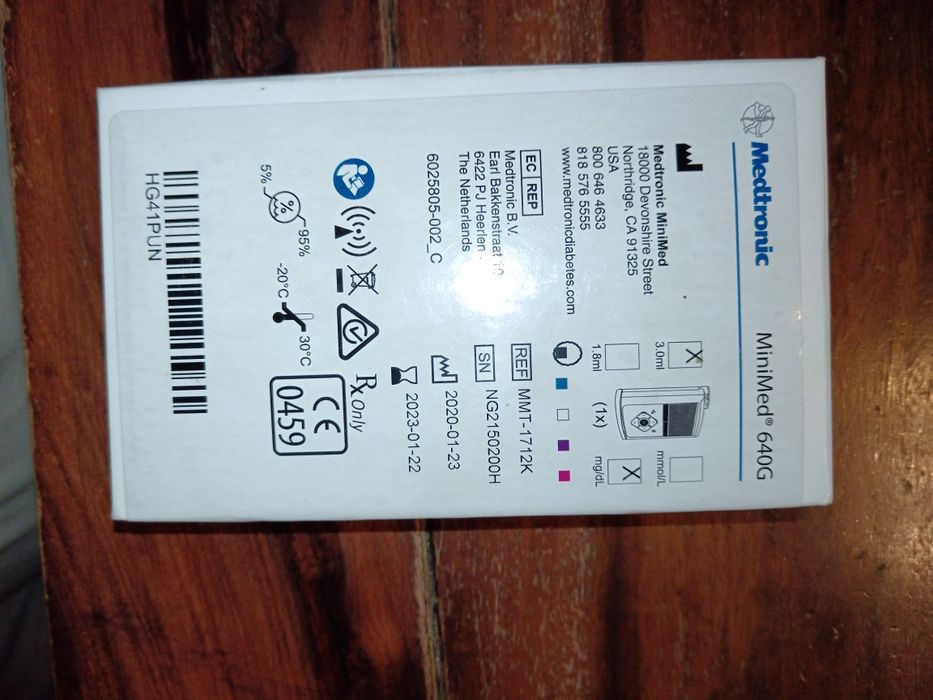 Medtronic
MiniMed® 640G
Medtronic MiniMed
18000 Devonshire Street
Northridge, CA 91325
USA
800 646 4633
818 576 5555
www.medtronicdiabetes.com
X
3.0ml
1.8ml
mmol/L
X
mg/dL
(1x)
EC REP
Medtronic B.V.
Earl Bakkenstraat
6422 PJ Heerlen
The Netherlands
6025805-002_C
REF MMT-1712K
SN NG2150200H
2020-01-23
2023-01-22
Rx Only
5%
95%
-20°C
30°C
CE
0459
HG41PUN